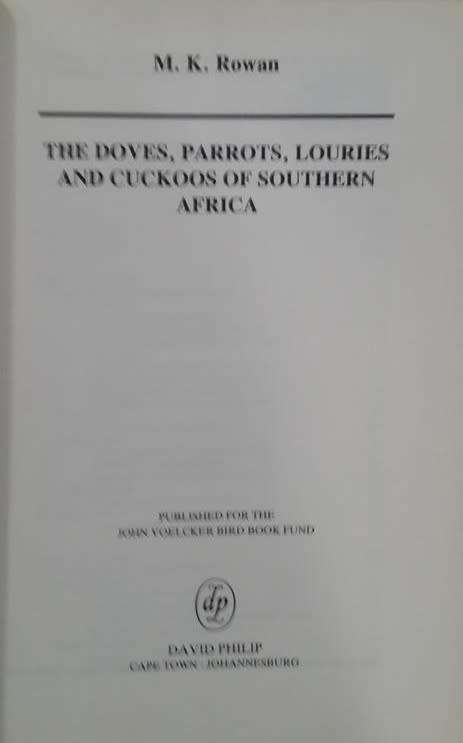 M. K. Rowan
THE DOVES, PARROTS, LOURIES
AND CUCKOOS OF SOUTHERN
AFRICA
PUBLISHED FOR THE
JOHN VOELCKER BIRD BOOK FUND
dp
DAVID PHILIP
CAPE TOWN · JOHANNESBURG